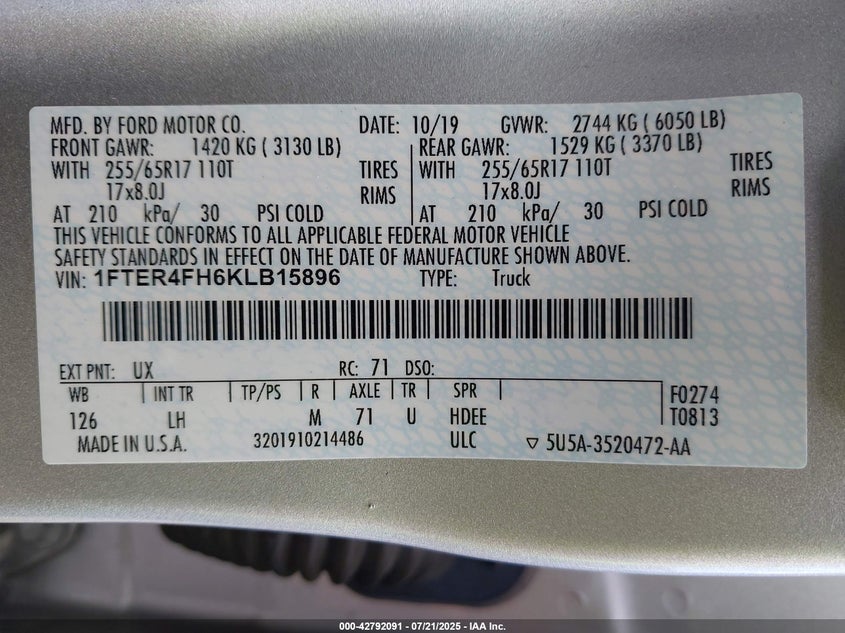 MFD. BY FORD MOTOR CO. DATE: 10/19 GVWR: 2744 KG ( 6050 LB)
FRONT GAWR: 1420 KG ( 3130 LB) REAR GAWR: 1529 KG ( 3370 LB)
WITH 255/65R17 110T TIRES WITH 255/65R17 110T TIRES
17x8.0J RIMS 17x8.0J RIMS
AT 210 kPa/ 30 PSI COLD AT 210 kPa/ 30 PSI COLD
THIS VEHICLE CONFORMS TO ALL APPLICABLE FEDERAL MOTOR VEHICLE
SAFETY STANDARDS IN EFFECT ON THE DATE OF MANUFACTURE SHOWN ABOVE.
VIN: 1FTER4FH6KLB15896 TYPE: Truck
EXT PNT: UX RC: 71 DSO:
WB INT TR TP/PS R AXLE TR SPR F0274
126 LH M 71 U HDEE T0813
MADE IN U.S.A. 3201910214486 ULC ▽ 5U5A-3520472-AA
000-42792091 - 07/21/2025 - IAA Inc.